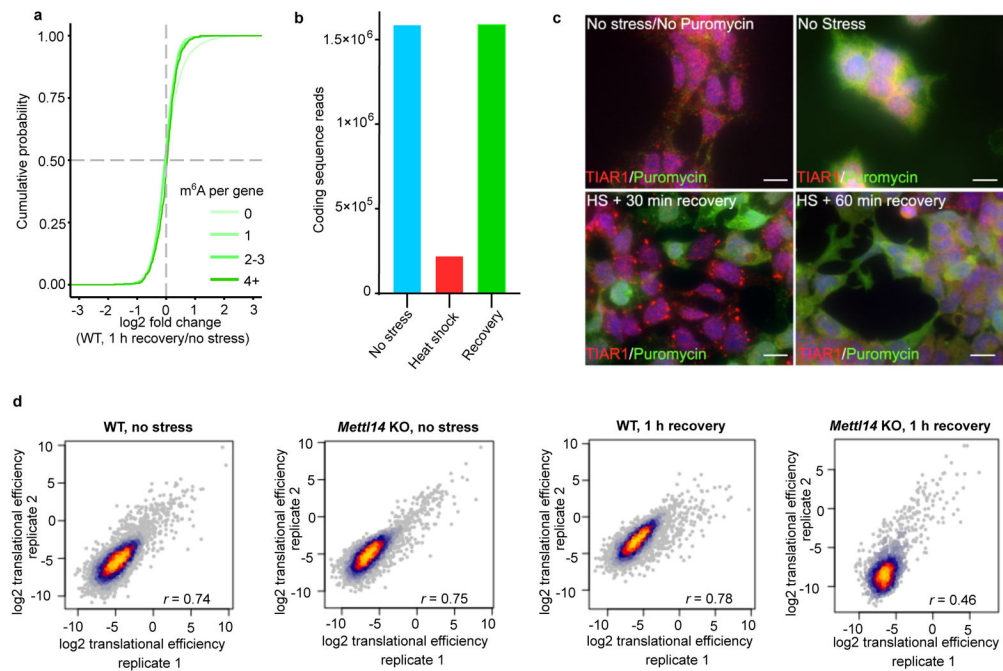 a
1.00
0.75
0.50
0.25
0.00
Cumulative probability
m⁶A per gene
0
1
2-3
4+
-3 -2 -1 0 1 2 3
log2 fold change
(WT, 1 h recovery/no stress)
b
1.5×10⁶
1×10⁶
5×10⁵
0
Coding sequence reads
No stress
Heat shock
Recovery
c
No stress/No Puromycin
TIAR1/Puromycin
No Stress
TIAR1/Puromycin
HS + 30 min recovery
TIAR1/Puromycin
HS + 60 min recovery
TIAR1/Puromycin
d
WT, no stress
10
5
0
-5
-10
log2 translational efficiency
replicate 2
r = 0.74
-10 -5 0 5 10
log2 translational efficiency
replicate 1
Mettl14 KO, no stress
10
5
0
-5
-10
log2 translational efficiency
replicate 2
r = 0.75
-10 -5 0 5 10
log2 translational efficiency
replicate 1
WT, 1 h recovery
10
5
0
-5
-10
log2 translational efficiency
replicate 2
r = 0.78
-10 -5 0 5 10
log2 translational efficiency
replicate 1
Mettl14 KO, 1 h recovery
5
0
-5
-10
log2 translational efficiency
replicate 2
r = 0.46
-10 -5 0 5 10
log2 translational efficiency
replicate 1